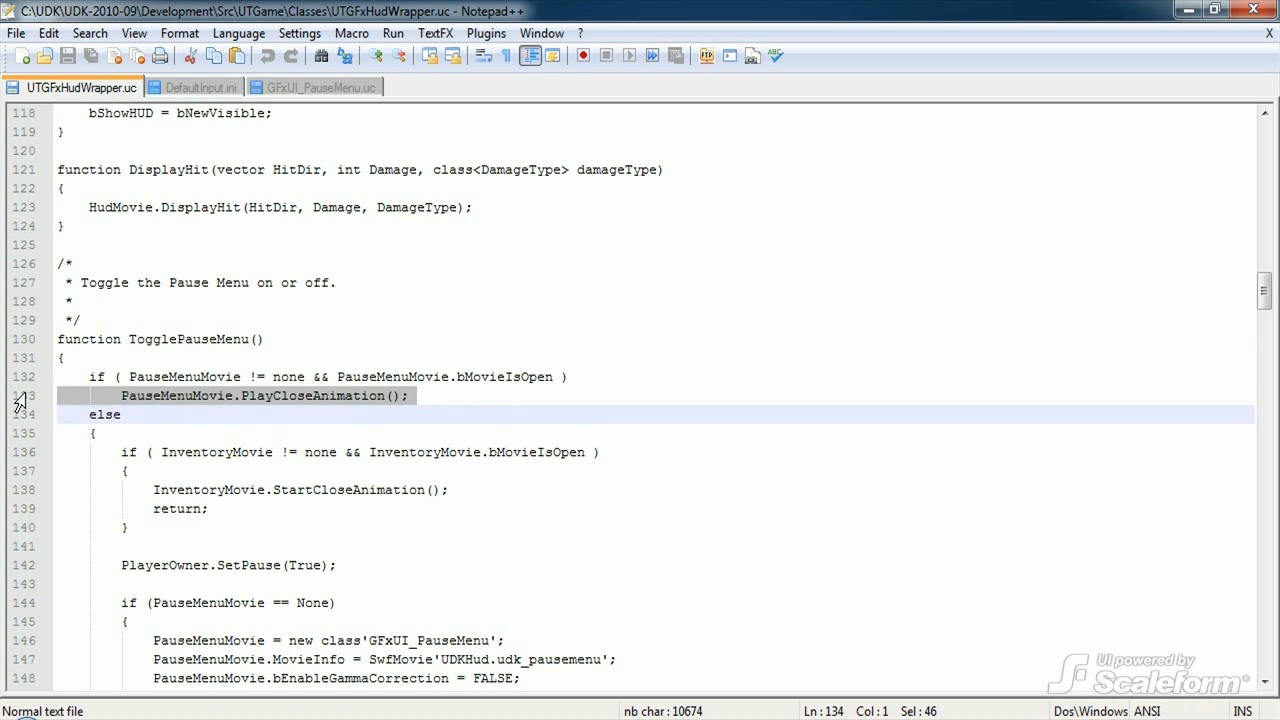 C:\UDK\UDK-2010-09\Development\Src\UTGame\Classes\UTGFxHudWrapper.uc - Notepad++
File Edit Search View Format Language Settings Macro Run TextFX Plugins Window ? X
UTGFxHudWrapper.uc DefaultInput.ini GFxUI_PauseMenu.uc
118 bShowHUD = bNewVisible;
119 }
120
121 function DisplayHit(vector HitDir, int Damage, class<DamageType> damageType)
122 {
123 HudMovie.DisplayHit(HitDir, Damage, DamageType);
124 }
125
126 /*
127 * Toggle the Pause Menu on or off.
128 *
129 */
130 function TogglePauseMenu()
131 {
132 if ( PauseMenuMovie != none && PauseMenuMovie.bMovieIsOpen )
133 PauseMenuMovie.PlayCloseAnimation();
134 else
135 {
136 if ( InventoryMovie != none && InventoryMovie.bMovieIsOpen )
137 {
138 InventoryMovie.StartCloseAnimation();
139 return;
140 }
141
142 PlayerOwner.SetPause(True);
143
144 if (PauseMenuMovie == None)
145 {
146 PauseMenuMovie = new class'GFxUI_PauseMenu';
147 PauseMenuMovie.MovieInfo = SwfMovie'UDKHud.udk_pausemenu';
148 PauseMenuMovie.bEnableGammaCorrection = FALSE;
UI powered by
Scaleform®
Normal text file nb char : 10674 Ln : 134 Col : 1 Sel : 46 Dos\Windows ANSI INS